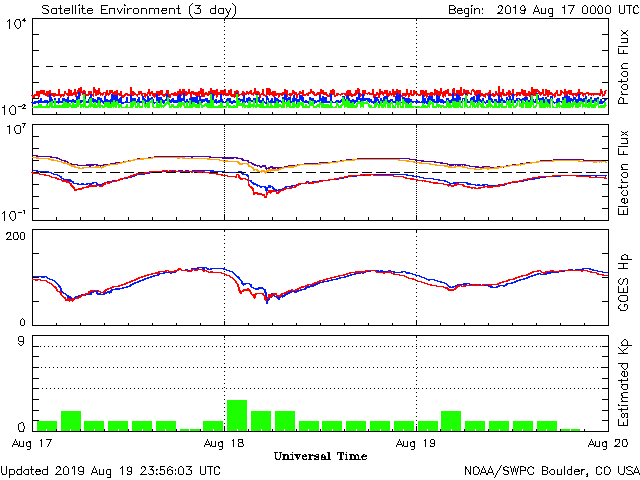 Satellite Environment (3 day)
Begin: 2019 Aug 17 0000 UTC
10^4
10^-2
Proton Flux
10^7
10^-1
Electron Flux
200
0
GOES Hp
9
0
Estimated Kp
Aug 17
Aug 18
Aug 19
Aug 20
Universal Time
Updated 2019 Aug 19 23:56:03 UTC
NOAA/SWPC Boulder, CO USA